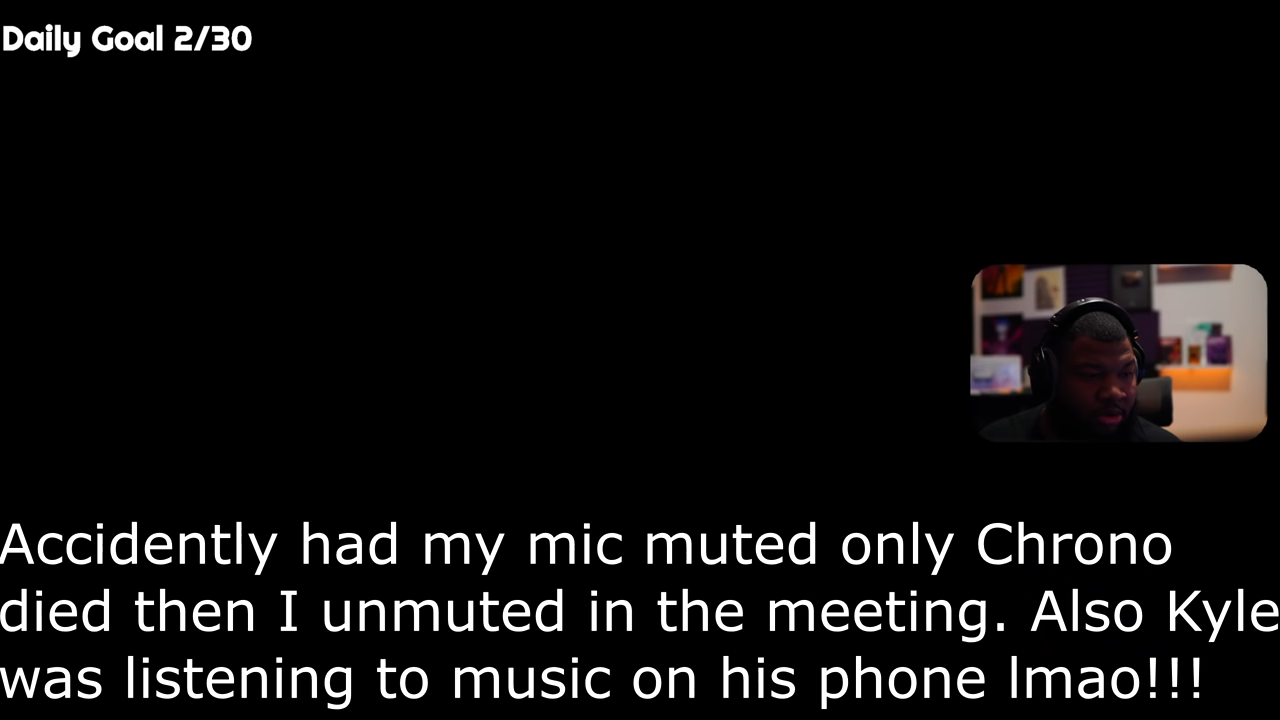 Daily Goal 2/30
Accidently had my mic muted only Chrono
died then I unmuted in the meeting. Also Kyle
was listening to music on his phone lmao!!!